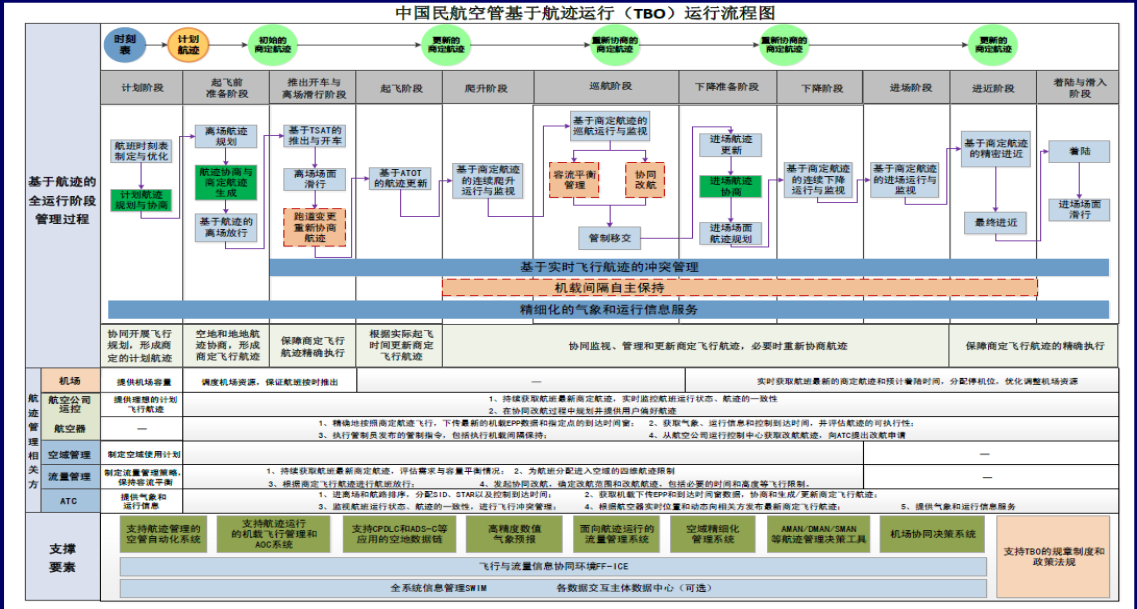 中国民航空管基于航迹运行（TBO）运行流程图
时刻
表
计划
航迹
初始的
商定航迹
更新的
商定航迹
重新协商的
商定航迹
重新协商的
商定航迹
更新的
商定航迹
计划阶段
起飞前
准备阶段
推出开车与
离场滑行阶段
起飞阶段
爬升阶段
巡航阶段
下降准备阶段
下降阶段
进场阶段
进近阶段
着陆与滑入
阶段
基于航迹的
全运行阶段
管理过程
航班时刻表
制定与优化
计划航迹
规划与协商
离场航迹
规划
航迹协商与
商定航迹
生成
基于航迹的
离场放行
基于TSAT的
推出与开车
离场场面
滑行
跑道变更
重新协商
航迹
基于ATOT
的航迹更新
基于商定航迹
的连续爬升
运行与监视
基于商定航迹的
巡航运行与监视
容流平衡
管理
协同
改航
管制移交
进场航迹
更新
进场航迹
协商
进场场面
航迹规划
基于商定航迹
的连续下降
运行与监视
基于商定航迹
的进场运行与
监视
基于商定航迹
的精密进近
最终进近
着陆
进场场面
滑行
基于实时飞行航迹的冲突管理
机载间隔自主保持
精细化的气象和运行信息服务
协同开展飞行
规划，形成商
定的计划航迹
空地和地地航
迹协商，形成
商定飞行航迹
保障商定飞行
航迹精确执行
根据实际起飞
时间更新商定
飞行航迹
协同监视、管理和更新商定飞行航迹，必要时重新协商航迹
保障商定飞行航迹的精确执行
航迹管理相关方
机场
提供机场容量
调度机场资源，保证航班按时推出
—
实时获取航班最新的商定航迹和预计着陆时间，分配停机位，优化调整机场资源
航空公司
运控
提供理想的计划
飞行航迹
1、持续获取航班最新商定航迹，实时监控航班运行状态、航迹的一致性
2、在协同改航过程中规划并提供用户偏好航迹
航空器
—
1、精确地按照商定航迹飞行，下传最新的机载EPP数据和指定点的到达时间窗； 2、获取气象、运行信息和控制到达时间，并评估航迹的可执行性；
3、执行管制员发布的管制指令，包括执行机载间隔保持； 4、从航空公司运行控制中心获取改航航迹，向ATC提出改航申请
空域管理
制定空域使用计划
—
流量管理
制定流量管理策略，
保持容流平衡
1、持续获取航班最新商定航迹，评估需求与容量平衡情况； 2、为航班分配进入空域的四维航迹限制
3、根据商定飞行航迹进行航班放行； 4、发起协同改航，确定改航范围和改航航迹，包括必要的时间和高度等飞行限制。
—
ATC
提供气象和
运行信息
1、进离场和航路排序，分配SID、STAR以及控制到达时间； 2、获取机载下传EPP和到达时间窗数据，协商和生成/更新商定飞行航迹；
3、监视航班运行状态、航迹的一致性，进行飞行冲突管理； 4、根据航空器实时位置和动态向相关方发布最新商定飞行航迹； 5、提供气象和运行信息服务
支撑
要素
支持航迹管理的
空管自动化系统
支持航迹运行
的机载飞行管理和
AOC系统
支持CPDLC和ADS-C等
应用的空地数据链
高精度数值
气象预报
面向航迹运行的
流量管理系统
空域精细化
管理系统
AMAN/DMAN/SMAN
等航迹管理决策工具
机场协同决策系统
支持TBO的规章制度和
政策法规
飞行与流量信息协同环境FF-ICE
全系统信息管理SWIM 各数据交互主体数据中心（可选）